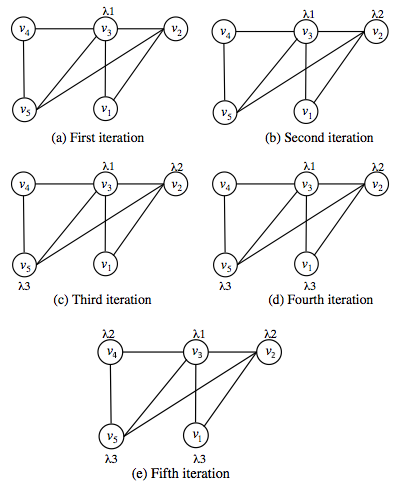 λ1
v4 v3 v2
v5 v1
(a) First iteration
λ1 λ2
v4 v3 v2
v5 v1
(b) Second iteration
λ1 λ2
v4 v3 v2
v5 v1
λ3
(c) Third iteration
λ1 λ2
v4 v3 v2
v5 v1
λ3 λ3
(d) Fourth iteration
λ2 λ1 λ2
v4 v3 v2
v5 v1
λ3 λ3
(e) Fifth iteration